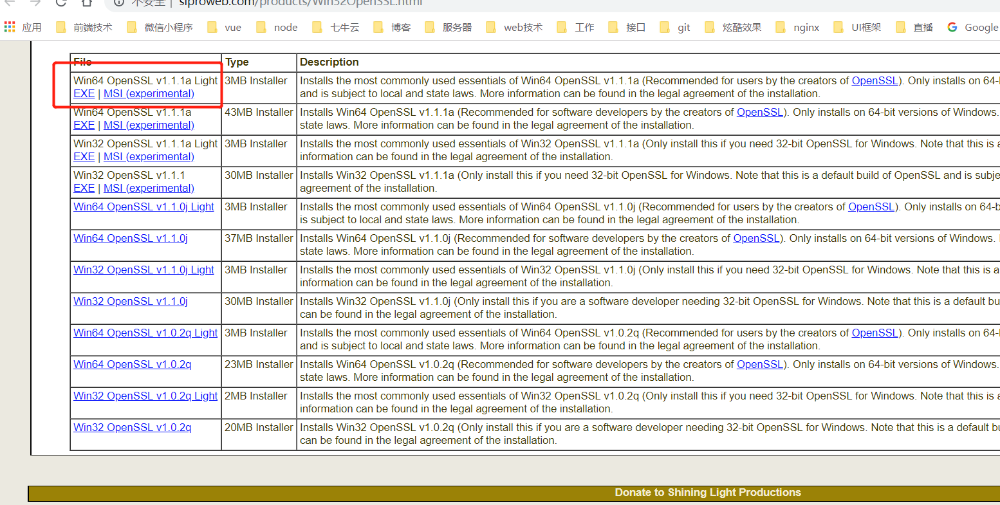 不安全 | slproweb.com/products/Win32OpenSSL.html
应用 前端技术 微信小程序 vue node 七牛云 博客 服务器 web技术 工作 接口 git 炫酷效果 nginx UI框架 直播 Google
File Type Description
Win64 OpenSSL v1.1.1a Light 3MB Installer Installs the most commonly used essentials of Win64 OpenSSL v1.1.1a (Recommended for users by the creators of OpenSSL). Only installs on 64-
EXE | MSI (experimental) and is subject to local and state laws. More information can be found in the legal agreement of the installation.
Win64 OpenSSL v1.1.1a 43MB Installer Installs Win64 OpenSSL v1.1.1a (Recommended for software developers by the creators of OpenSSL). Only installs on 64-bit versions of Windows.
EXE | MSI (experimental) state laws. More information can be found in the legal agreement of the installation.
Win32 OpenSSL v1.1.1a Light 3MB Installer Installs the most commonly used essentials of Win32 OpenSSL v1.1.1a (Only install this if you need 32-bit OpenSSL for Windows. Note that this is a
EXE | MSI (experimental) information can be found in the legal agreement of the installation.
Win32 OpenSSL v1.1.1 30MB Installer Installs Win32 OpenSSL v1.1.1a (Only install this if you need 32-bit OpenSSL for Windows. Note that this is a default build of OpenSSL and is subje
EXE | MSI (experimental) agreement of the installation.
Win64 OpenSSL v1.1.0j Light 3MB Installer Installs the most commonly used essentials of Win64 OpenSSL v1.1.0j (Recommended for users by the creators of OpenSSL). Only installs on 64-b
is subject to local and state laws. More information can be found in the legal agreement of the installation.
Win64 OpenSSL v1.1.0j 37MB Installer Installs Win64 OpenSSL v1.1.0j (Recommended for software developers by the creators of OpenSSL). Only installs on 64-bit versions of Windows.
state laws. More information can be found in the legal agreement of the installation.
Win32 OpenSSL v1.1.0j Light 3MB Installer Installs the most commonly used essentials of Win32 OpenSSL v1.1.0j (Only install this if you need 32-bit OpenSSL for Windows. Note that this is a
information can be found in the legal agreement of the installation.
Win32 OpenSSL v1.1.0j 30MB Installer Installs Win32 OpenSSL v1.1.0j (Only install this if you are a software developer needing 32-bit OpenSSL for Windows. Note that this is a default bu
can be found in the legal agreement of the installation.
Win64 OpenSSL v1.0.2q Light 3MB Installer Installs the most commonly used essentials of Win64 OpenSSL v1.0.2q (Recommended for users by the creators of OpenSSL). Only installs on 64-
and is subject to local and state laws. More information can be found in the legal agreement of the installation.
Win64 OpenSSL v1.0.2q 23MB Installer Installs Win64 OpenSSL v1.0.2q (Recommended for software developers by the creators of OpenSSL). Only installs on 64-bit versions of Windows.
state laws. More information can be found in the legal agreement of the installation.
Win32 OpenSSL v1.0.2q Light 2MB Installer Installs the most commonly used essentials of Win32 OpenSSL v1.0.2q (Only install this if you need 32-bit OpenSSL for Windows. Note that this is a
information can be found in the legal agreement of the installation.
Win32 OpenSSL v1.0.2q 20MB Installer Installs Win32 OpenSSL v1.0.2q (Only install this if you are a software developer needing 32-bit OpenSSL for Windows. Note that this is a default bu
can be found in the legal agreement of the installation.
Donate to Shining Light Productions